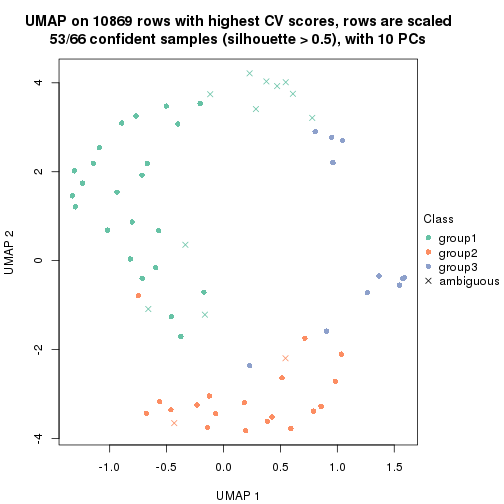 UMAP on 10869 rows with highest CV scores, rows are scaled
53/66 confident samples (silhouette > 0.5), with 10 PCs
UMAP 2
4
2
0
-2
-4
-1.0
-0.5
0.0
0.5
1.0
1.5
UMAP 1
Class
group1
group2
group3
ambiguous